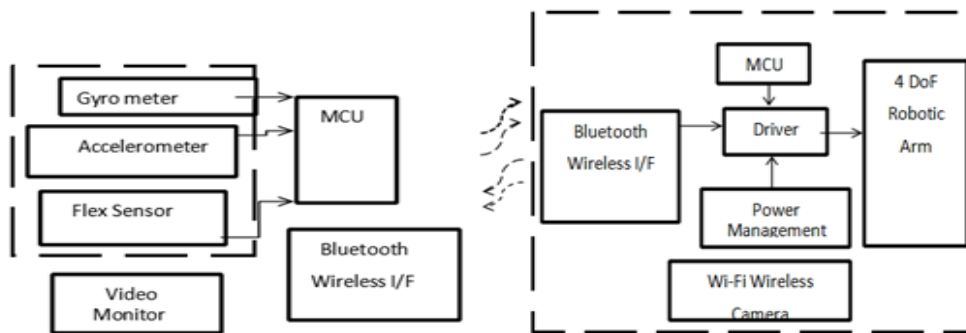 Gyro meter
Accelerometer
Flex Sensor
Video
Monitor
MCU
Bluetooth
Wireless I/F
Bluetooth
Wireless I/F
MCU
Driver
Power
Management
Wi-Fi Wireless
Camera
4 DoF
Robotic
Arm